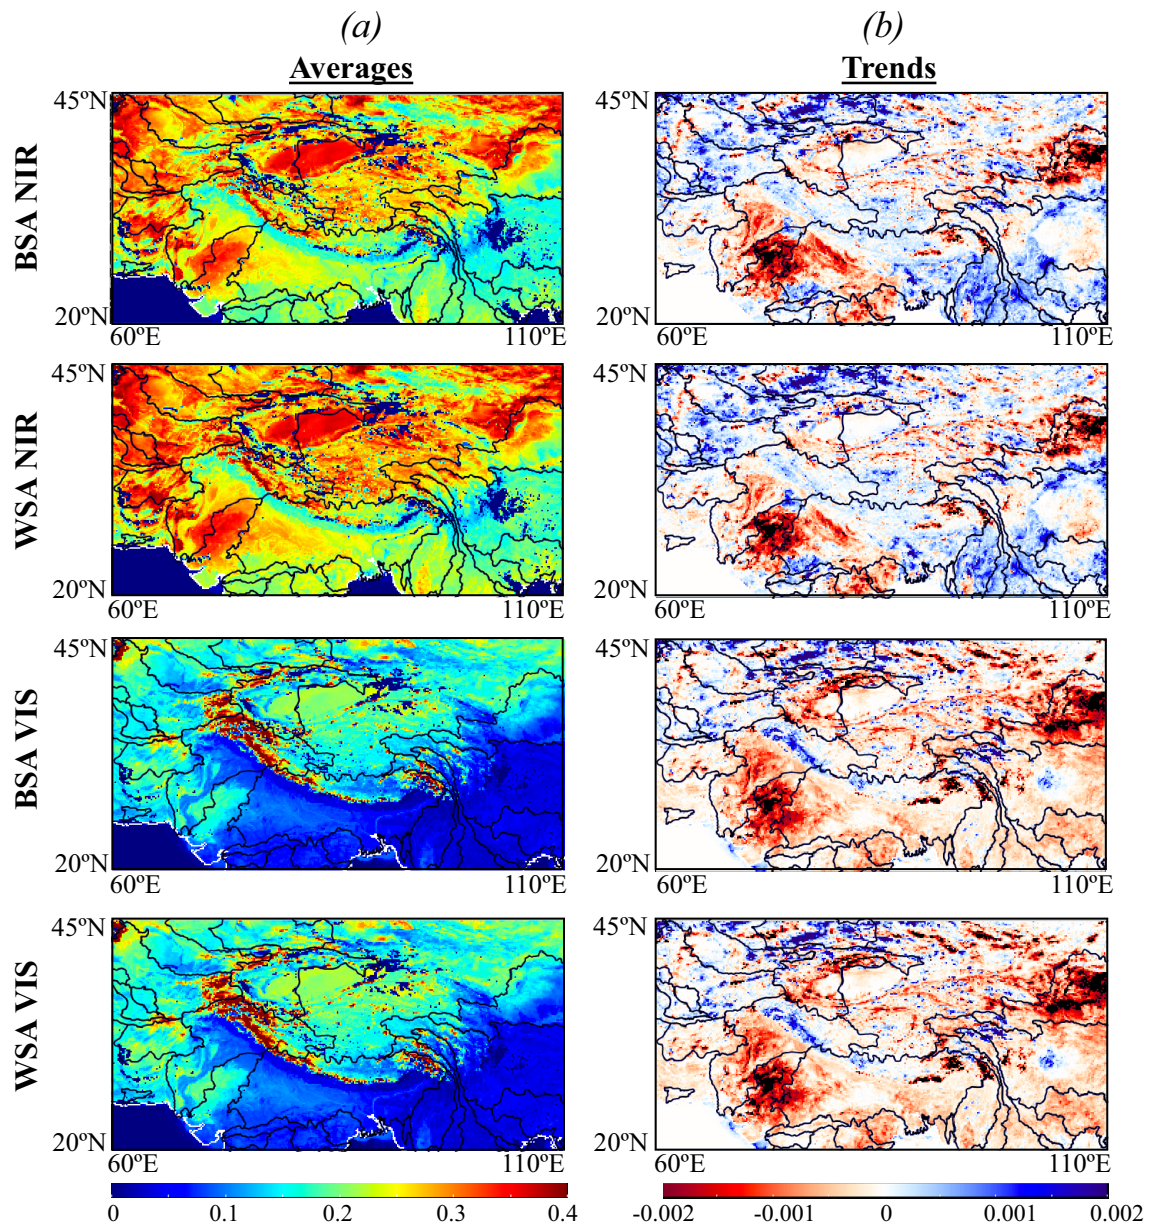 (a) (b)
Averages Trends
BSA NIR
45ºN 45ºN
20ºN 20ºN
60ºE 110ºE 60ºE 110ºE
WSA NIR
45ºN 45ºN
20ºN 20ºN
60ºE 110ºE 60ºE 110ºE
BSA VIS
45ºN 45ºN
20ºN 20ºN
60ºE 110ºE 60ºE 110ºE
WSA VIS
45ºN 45ºN
20ºN 20ºN
60ºE 110ºE 60ºE 110ºE
0 0.1 0.2 0.3 0.4 -0.002 -0.001 0 0.001 0.002